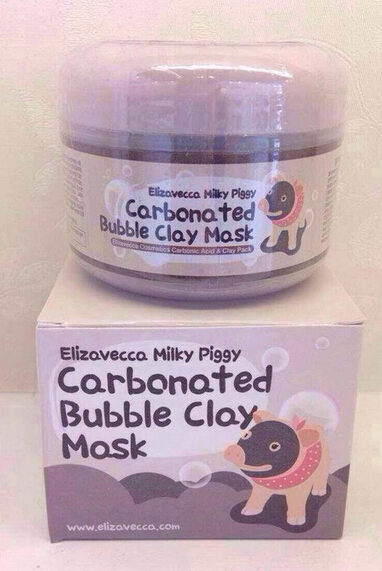 Elizavecca Milky Piggy
Carbonated
Bubble Clay Mask
Elizavecca Cosmetics Carbonic Acid & Clay Pack
Elizavecca Milky Piggy
Carbonated
Bubble Clay
Mask
www.elizavecca.com